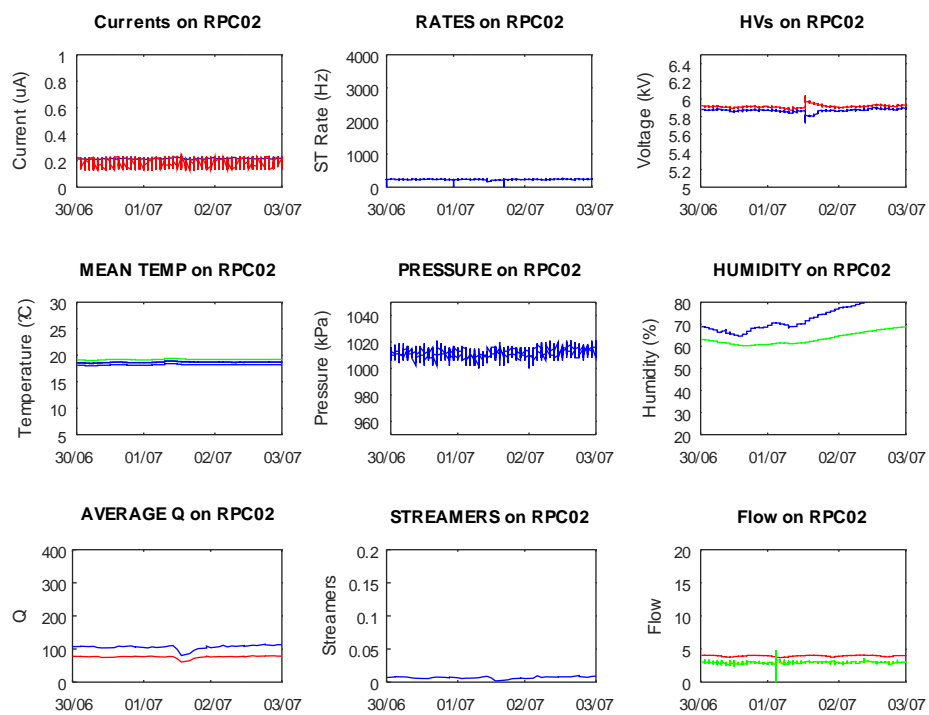 Currents on RPC02
RATES on RPC02
HVs on RPC02
Current (uA)
1
0.8
0.6
0.4
0.2
0
30/06 01/07 02/07 03/07
ST Rate (Hz)
4000
3000
2000
1000
0
30/06 01/07 02/07 03/07
Voltage (kV)
6.4
6.2
6
5.8
5.6
5.4
5.2
5
30/06 01/07 02/07 03/07
MEAN TEMP on RPC02
PRESSURE on RPC02
HUMIDITY on RPC02
Temperature (?C)
30
25
20
15
10
5
30/06 01/07 02/07 03/07
Pressure (kPa)
1040
1020
1000
980
960
30/06 01/07 02/07 03/07
Humidity (%)
80
70
60
50
40
30
20
30/06 01/07 02/07 03/07
AVERAGE Q on RPC02
STREAMERS on RPC02
Flow on RPC02
Q
400
300
200
100
0
30/06 01/07 02/07 03/07
Streamers
0.2
0.15
0.1
0.05
0
30/06 01/07 02/07 03/07
Flow
20
15
10
5
0
30/06 01/07 02/07 03/07